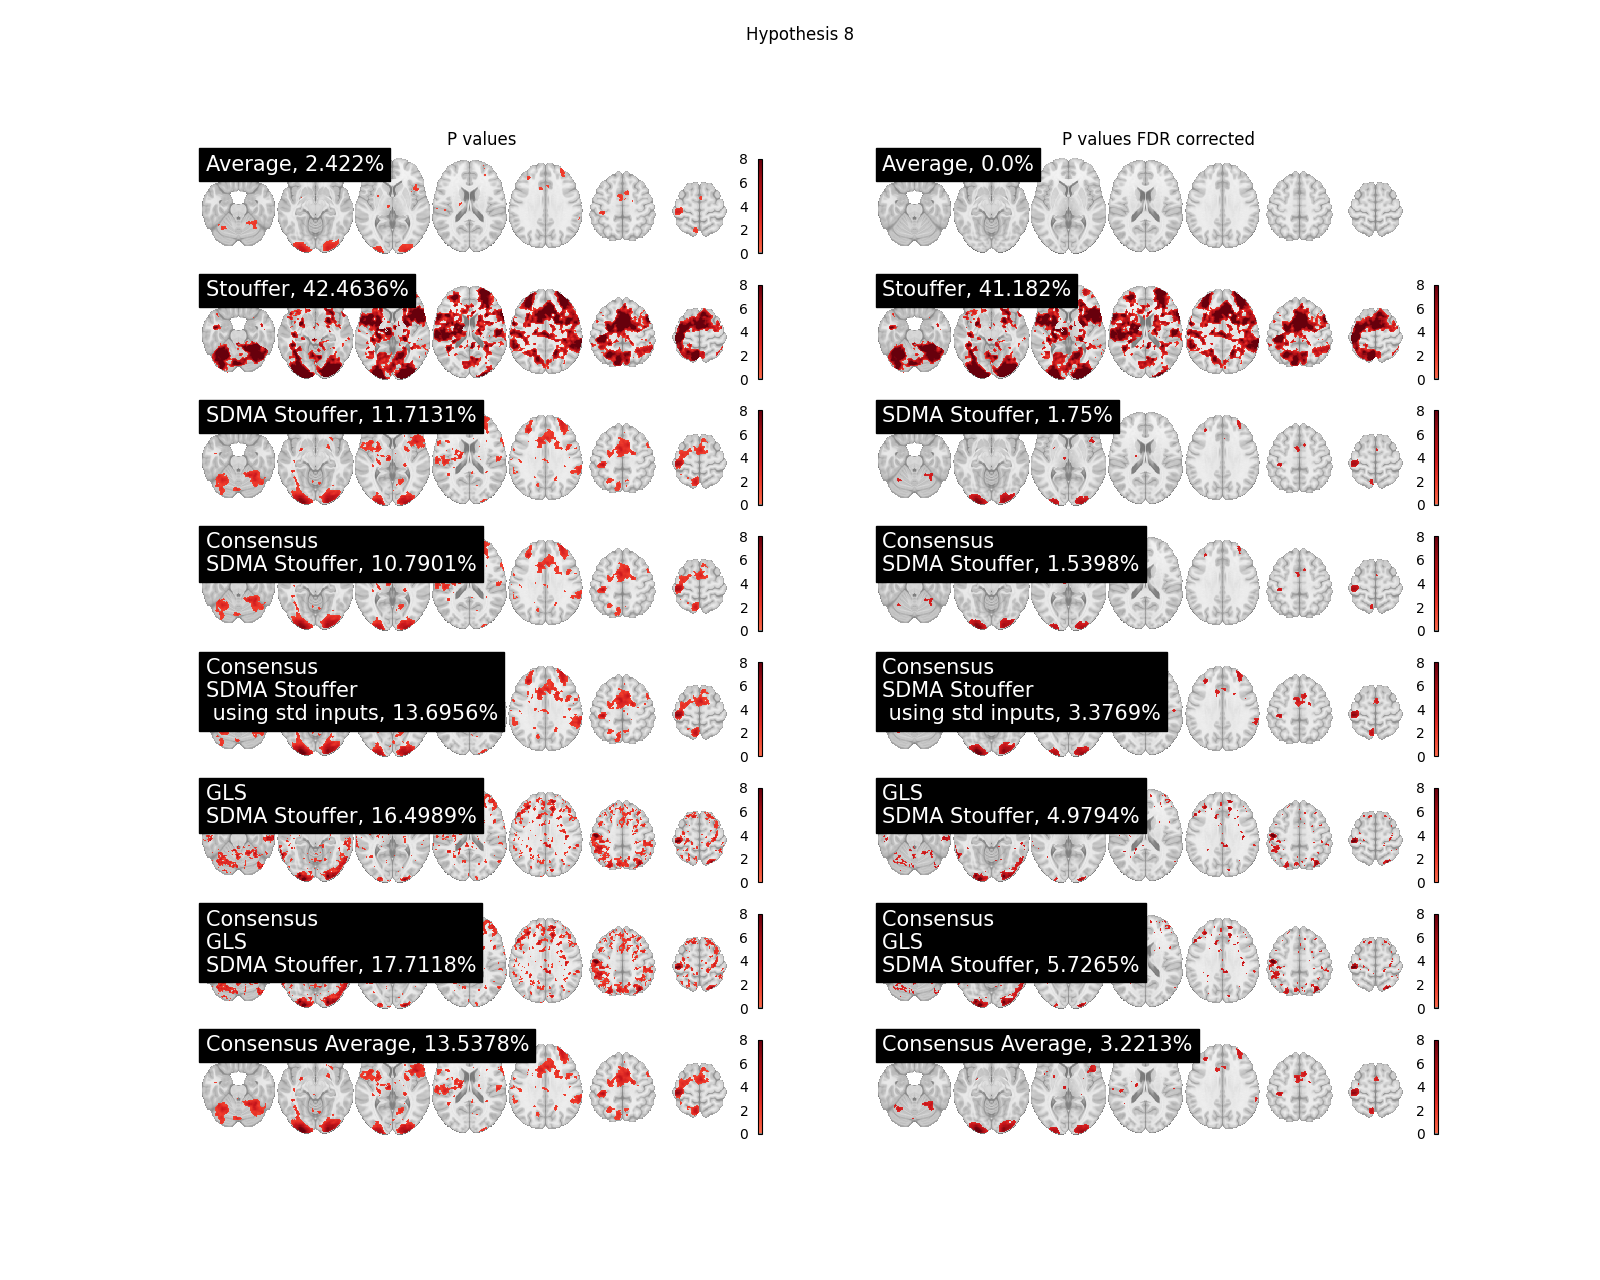 Hypothesis 8
P values
P values FDR corrected
Average, 2.422%
8
6
4
2
0
Average, 0.0%
Stouffer, 42.4636%
8
6
4
2
0
Stouffer, 41.182%
8
6
4
2
0
SDMA Stouffer, 11.7131%
8
6
4
2
0
SDMA Stouffer, 1.75%
8
6
4
2
0
Consensus
SDMA Stouffer, 10.7901%
8
6
4
2
0
Consensus
SDMA Stouffer, 1.5398%
8
6
4
2
0
Consensus
SDMA Stouffer
using std inputs, 13.6956%
8
6
4
2
0
Consensus
SDMA Stouffer
using std inputs, 3.3769%
8
6
4
2
0
GLS
SDMA Stouffer, 16.4989%
8
6
4
2
0
GLS
SDMA Stouffer, 4.9794%
8
6
4
2
0
Consensus
GLS
SDMA Stouffer, 17.7118%
8
6
4
2
0
Consensus
GLS
SDMA Stouffer, 5.7265%
8
6
4
2
0
Consensus Average, 13.5378%
8
6
4
2
0
Consensus Average, 3.2213%
8
6
4
2
0